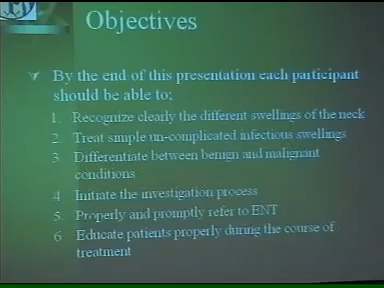 Objectives
By the end of this presentation each participant
should be able to:
1. Recognize clearly the different swellings of the neck
2. Treat simple un-complicated infectious swellings
3 Differentiate between benign and malignant
conditions
4 Initiate the investigation process
5. Properly and promptly refer to ENT
6 Educate patients properly during the course of
treatment